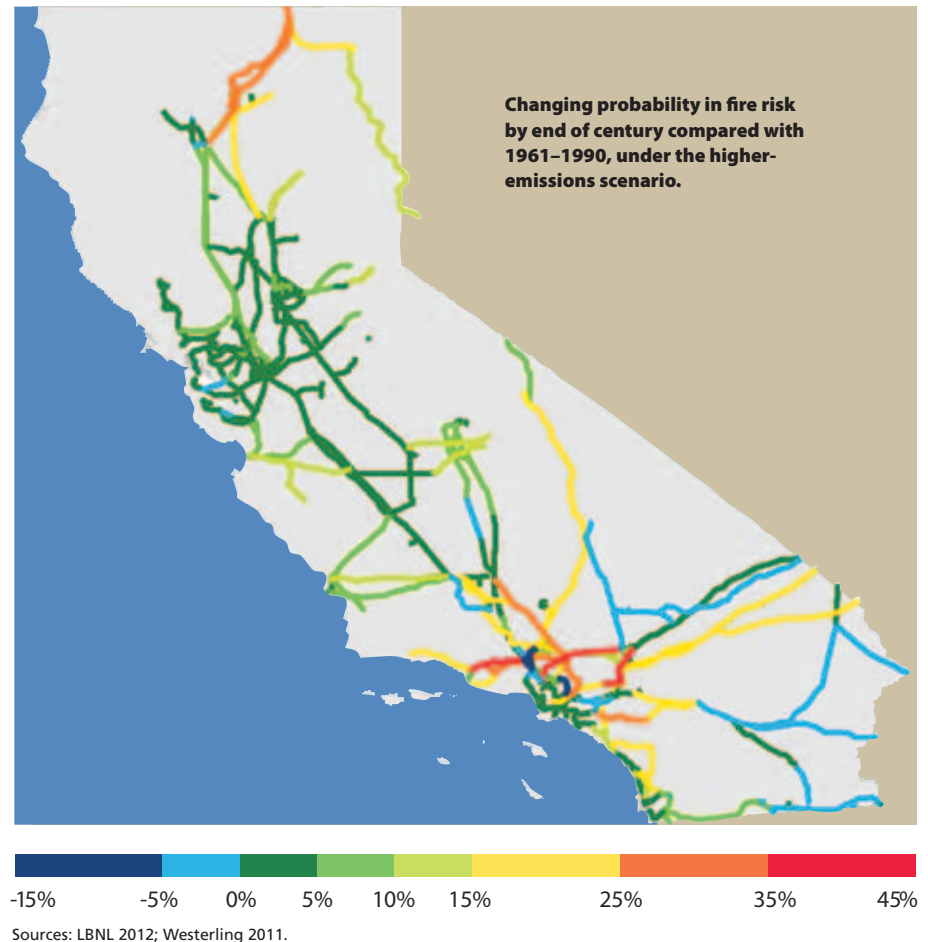 Changing probability in fire risk
by end of century compared with
1961–1990, under the higher-
emissions scenario.
-15% -5% 0% 5% 10% 15% 25% 35% 45%
Sources: LBNL 2012; Westerling 2011.